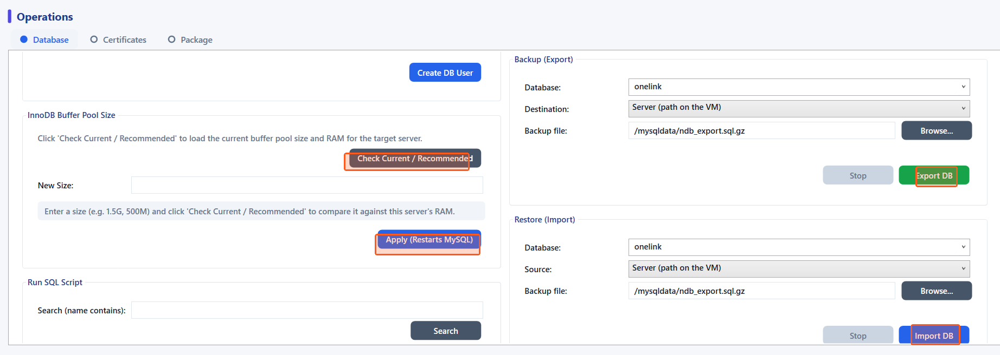 Operations
Database
Certificates
Package
Create DB User
InnoDB Buffer Pool Size
Click 'Check Current / Recommended' to load the current buffer pool size and RAM for the target server.
Check Current / Recommended
New Size:
Enter a size (e.g. 1.5G, 500M) and click 'Check Current / Recommended' to compare it against this server's RAM.
Apply (Restarts MySQL)
Run SQL Script
Search (name contains):
Search
Backup (Export)
Database:
onelink
Destination:
Server (path on the VM)
Backup file:
/mysqldata/ndb_export.sql.gz
Browse...
Stop
Export DB
Restore (Import)
Database:
onelink
Source:
Server (path on the VM)
Backup file:
/mysqldata/ndb_export.sql.gz
Browse...
Stop
Import DB